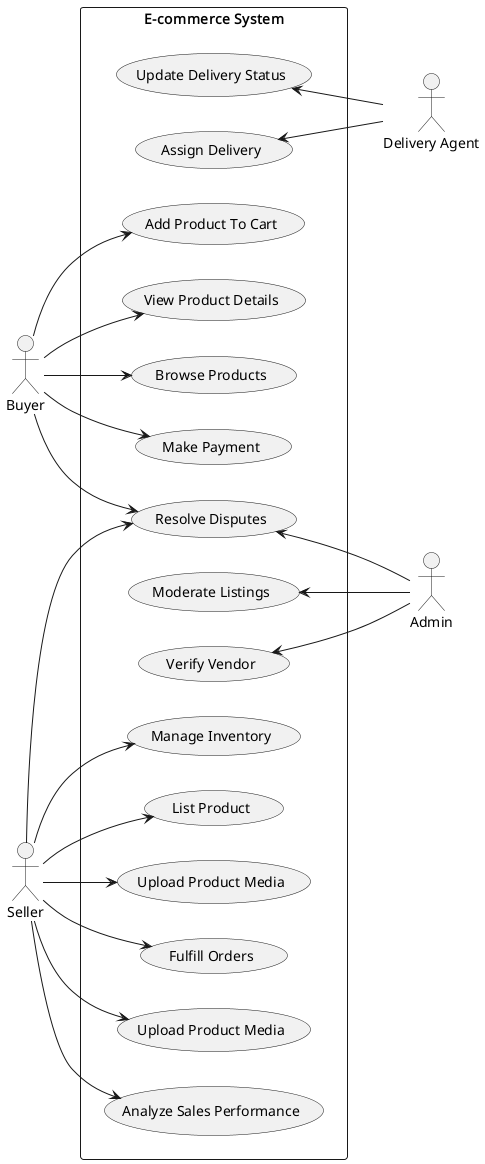 E-commerce System
Update Delivery Status
Delivery Agent
Assign Delivery
Add Product To Cart
View Product Details
Browse Products
Buyer
Make Payment
Resolve Disputes
Moderate Listings
Admin
Verify Vendor
Manage Inventory
List Product
Upload Product Media
Seller
Fulfill Orders
Upload Product Media
Analyze Sales Performance